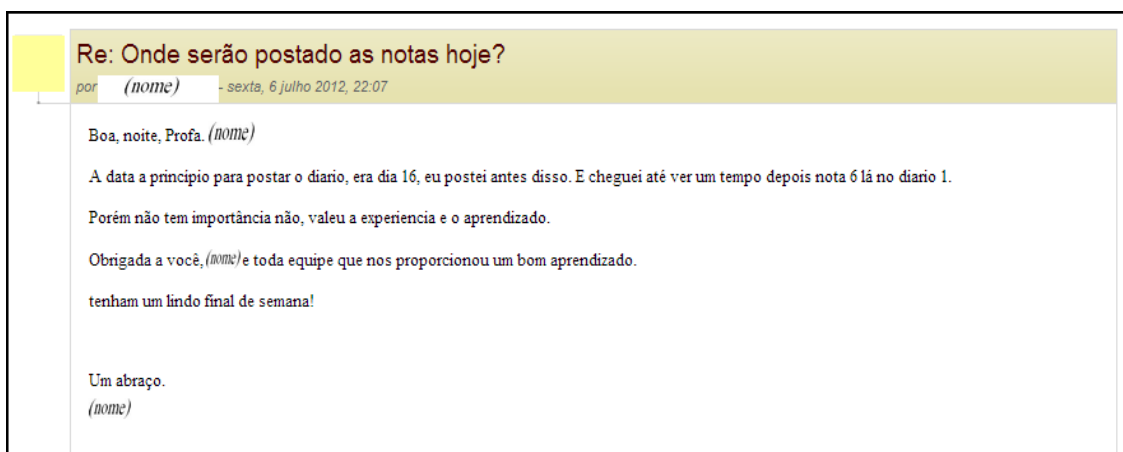 Re: Onde serão postado as notas hoje?
por (nome) - sexta, 6 julho 2012, 22:07
Boa, noite, Profa. (nome)
A data a principio para postar o diario, era dia 16, eu postei antes disso. E cheguei até ver um tempo depois nota 6 lá no diario 1.
Porém não tem importância não, valeu a experiencia e o aprendizado.
Obrigada a você, (nome) e toda equipe que nos proporcionou um bom aprendizado.
tenham um lindo final de semana!
Um abraço.
(nome)